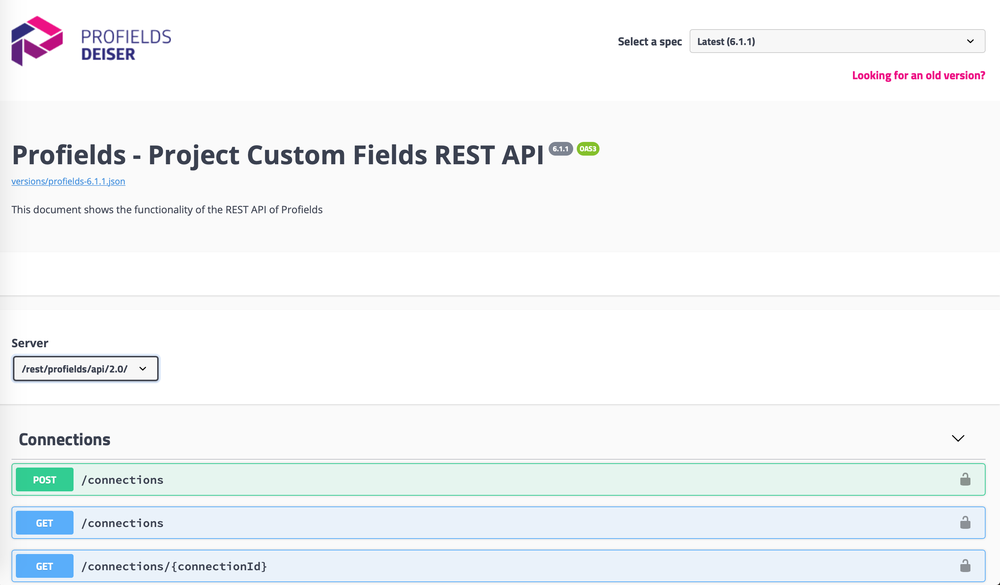 PROFIELDS
DEISER
Select a spec
Latest (6.1.1)
Looking for an old version?
Profields - Project Custom Fields REST API 6.1.1 OAS3
versions/profields-6.1.1.json
This document shows the functionality of the REST API of Profields
Server
/rest/profields/api/2.0/
Connections
POST /connections
GET /connections
GET /connections/{connectionId}